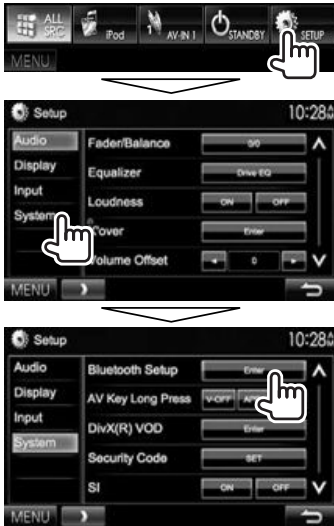 ALL SRC iPod 1 AV-IN 1 STANDBY SETUP
MENU
Setup 10:28
Audio
Display
Input
System
Fader/Balance 0/0
Equalizer Drive EQ
Loudness ON OFF
Enter
Volume Offset 0
MENU
Setup 10:28
Audio
Display
Input
System
Bluetooth Setup Enter
AV Key Long Press V-OFF
DivX(R) VOD Enter
Security Code SET
SI ON OFF
MENU